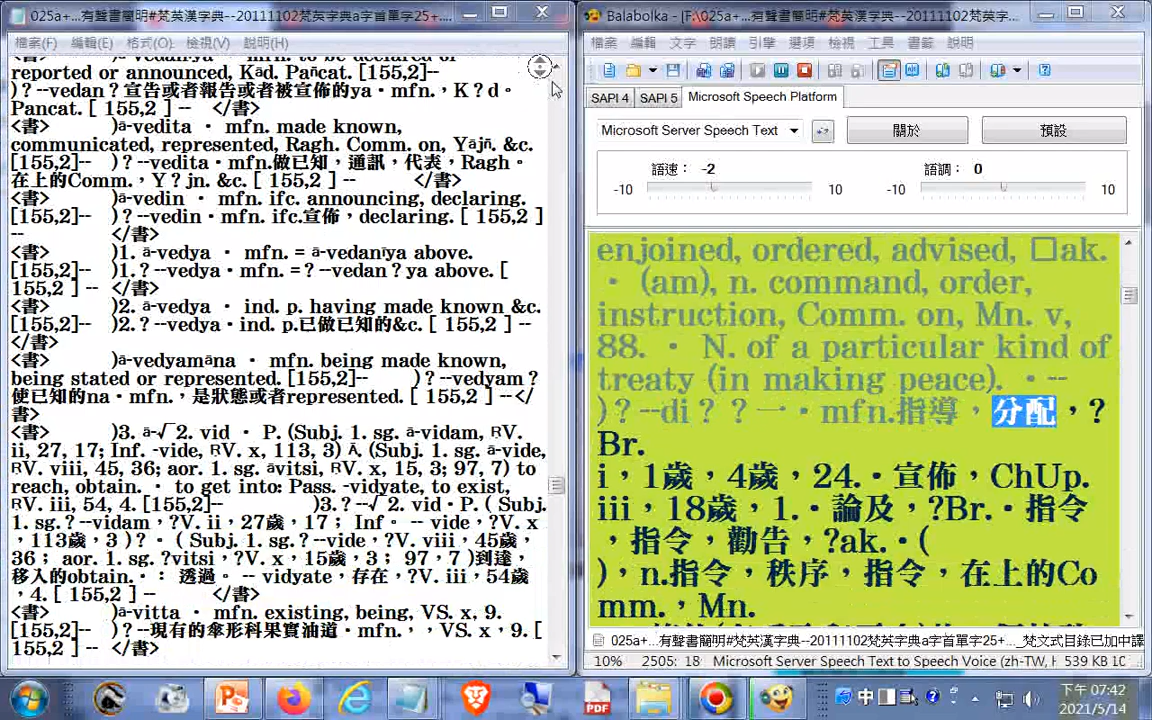 025a+...有聲書簡明#梵英漢字典--20111102梵英字典a字首單字25+...
檔案(F) 編輯(E) 格式(O) 檢視(V) 說明(H)
reported or announced, Kād. Pañcat. [155,2]--
)?--vedan?宣告或者報告或者被宣佈的ya‧mfn.，K?d。
Pancat. [ 155,2 ] -- </書>
<書> )ā-vedita ‧ mfn. made known,
communicated, represented, Ragh. Comm. on, Yājñ. &c.
[155,2]-- )?--vedita‧mfn.做已知，通訊，代表，Ragh。
在上的Comm.，Y?jn. &c. [ 155,2 ] -- </書>
<書> )ā-vedin ‧ mfn. ifc. announcing, declaring.
[155,2]-- )?--vedin‧mfn. ifc.宣佈，declaring. [ 155,2 ]
-- </書>
<書> )1. ā-vedya ‧ mfn. = ā-vedanīya above.
[155,2]-- )1.?--vedya‧mfn. =?--vedan?ya above. [
155,2 ] -- </書>
<書> )2. ā-vedya ‧ ind. p. having made known &c.
[155,2]-- )2.?--vedya‧ind. p.已做已知的&c. [ 155,2 ] --
</書>
<書> )ā-vedyamāna ‧ mfn. being made known,
being stated or represented. [155,2]-- )?--vedyam?
使已知的na‧mfn.，是狀態或者represented. [ 155,2 ] --</
書>
<書> )3. ā-√ 2. vid ‧ P. (Subj. 1. sg. ā-vidam, RV.
ii, 27, 17; Inf. -vide, RV. x, 113, 3) Ā. (Subj. 1. sg. ā-vide,
RV. viii, 45, 36; aor. 1. sg. āvitsi, RV. x, 15, 3; 97, 7) to
reach, obtain. ‧ to get into: Pass. -vidyate, to exist,
RV. iii, 54, 4. [155,2]-- )3.?--√ 2. vid‧P. ( Subj.
1. sg.?--vidam，?V. ii，27歲，17； Inf。 -- vide，?V. x
，113歲，3 )?‧( Subj. 1. sg.?--vide，?V. viii，45歲，
36； aor. 1. sg. ?vitsi，?V. x，15歲，3； 97，7 )到達，
移入的obtain.‧： 透過。 -- vidyate，存在，?V. iii，54歲
，4. [ 155,2 ] -- </書>
<書> )ā-vitta ‧ mfn. existing, being, VS. x, 9.
[155,2]-- )?--現有的傘形科果實油道‧mfn.，，VS. x，9. [
155,2 ] -- </書>
Balabolka - [F:\025a+...有聲書簡明#梵英漢字典--20111102梵英字...
檔案 編輯 文字 朗讀 引擎 選項 檢視 工具 書籤 說明
SAPI 4 SAPI 5 Microsoft Speech Platform
Microsoft Server Speech Text 關於 預設
語速： -2 語調： 0
-10 10 -10 10
enjoined, ordered, advised, □ak.
‧ (am), n. command, order,
instruction, Comm. on, Mn. v,
88. ‧ N. of a particular kind of
treaty (in making peace). ‧--
)?--di??一‧mfn.指導，分配，?
Br.
i，1歲，4歲，24.‧宣佈，ChUp.
iii，18歲，1.‧論及，?Br.‧指令
，指令，勸告，?ak.‧(
)，n.指令，秩序，指令，在上的Co
mm.，Mn.
025a+...有聲書簡明#梵英漢字典--20111102梵英字典a字首單字25+..._梵文式目錄已加中譯
10% 2505: 18 Microsoft Server Speech Text to Speech Voice (zh-TW, H 539 KB 10
中
下午 07:42
2021/5/14